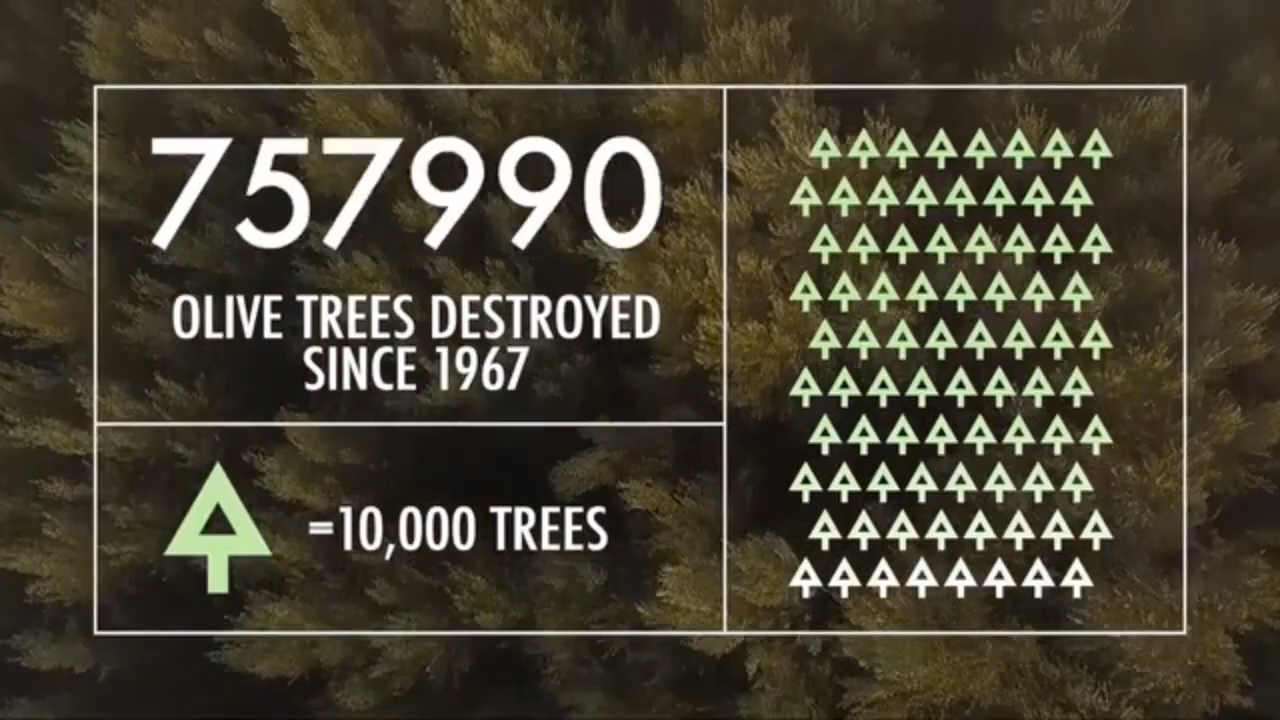 757990
OLIVE TREES DESTROYED
SINCE 1967
=10,000 TREES